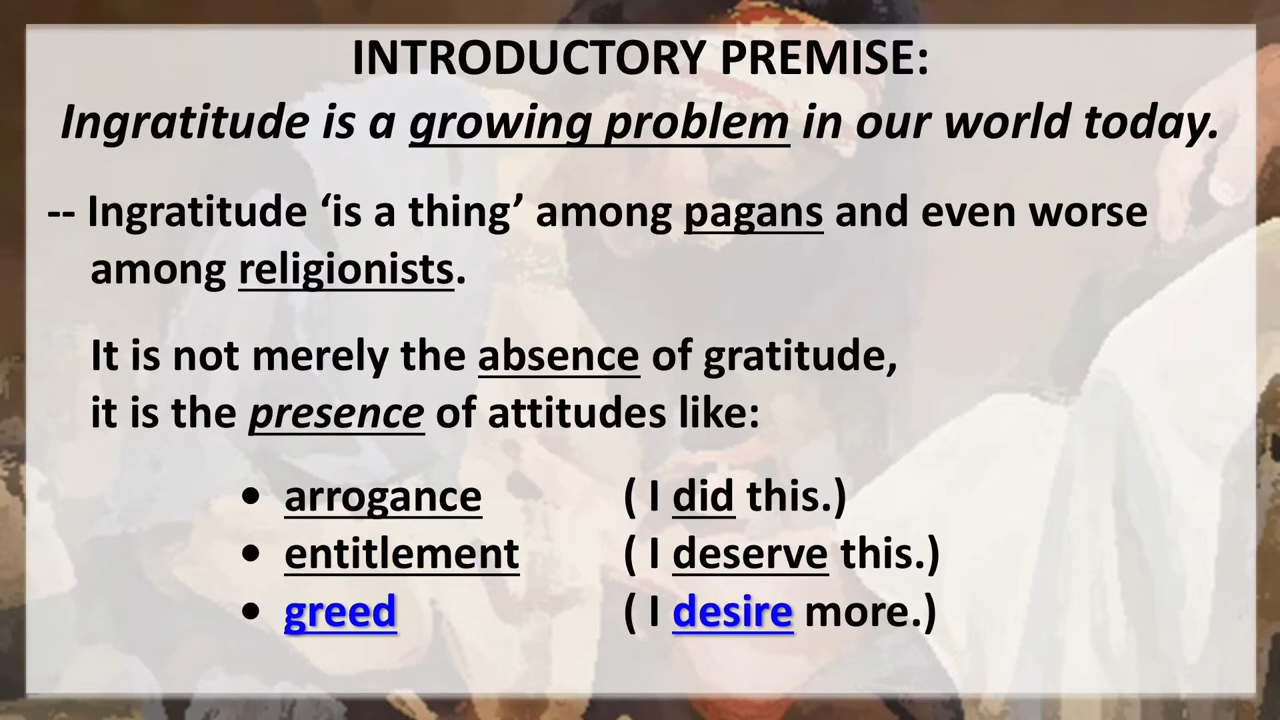 INTRODUCTORY PREMISE:
Ingratitude is a growing problem in our world today.
-- Ingratitude ‘is a thing’ among pagans and even worse
among religionists.
It is not merely the absence of gratitude,
it is the presence of attitudes like:
• arrogance ( I did this.)
• entitlement ( I deserve this.)
• greed ( I desire more.)